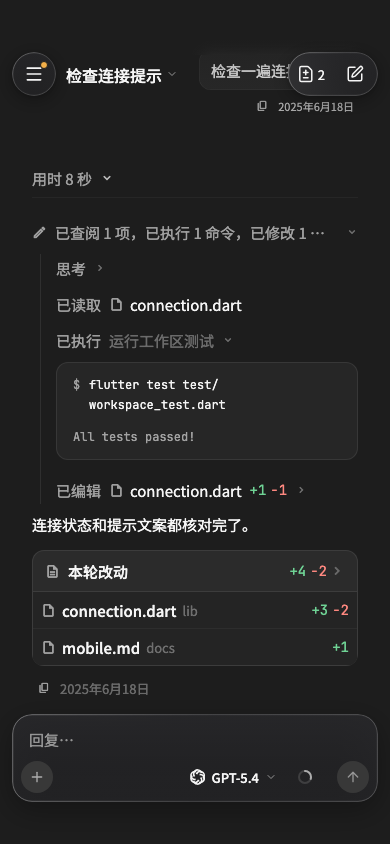 检查连接提示
检查一遍连
2
2025年6月18日
用时 8 秒
已查阅 1 项，已执行 1 命令，已修改 1 …
思考
已读取 connection.dart
已执行 运行工作区测试
$ flutter test test/
workspace_test.dart
All tests passed!
已编辑 connection.dart +1 -1
连接状态和提示文案都核对完了。
本轮改动 +4 -2
connection.dart lib +3 -2
mobile.md docs +1
2025年6月18日
回复…
GPT-5.4